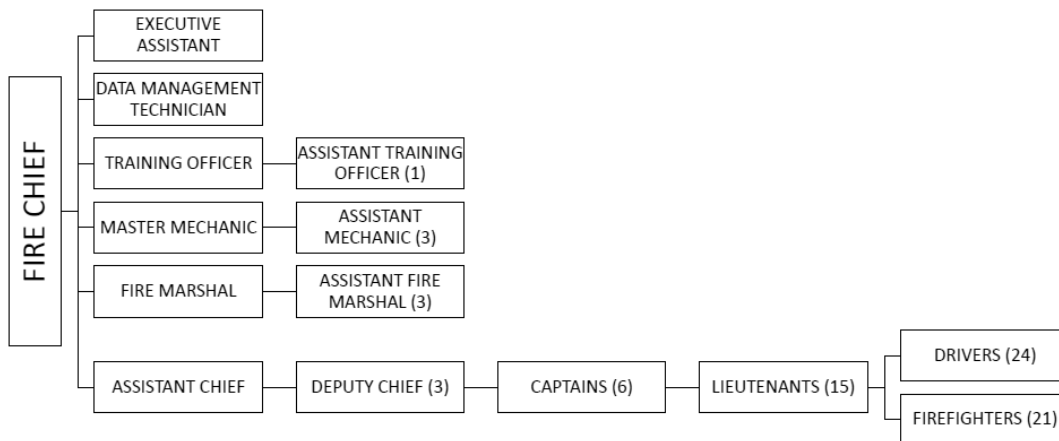 FIRE CHIEF
EXECUTIVE
ASSISTANT
DATA MANAGEMENT
TECHNICIAN
TRAINING OFFICER
ASSISTANT TRAINING
OFFICER (1)
MASTER MECHANIC
ASSISTANT
MECHANIC (3)
FIRE MARSHAL
ASSISTANT FIRE
MARSHAL (3)
ASSISTANT CHIEF
DEPUTY CHIEF (3)
CAPTAINS (6)
LIEUTENANTS (15)
DRIVERS (24)
FIREFIGHTERS (21)